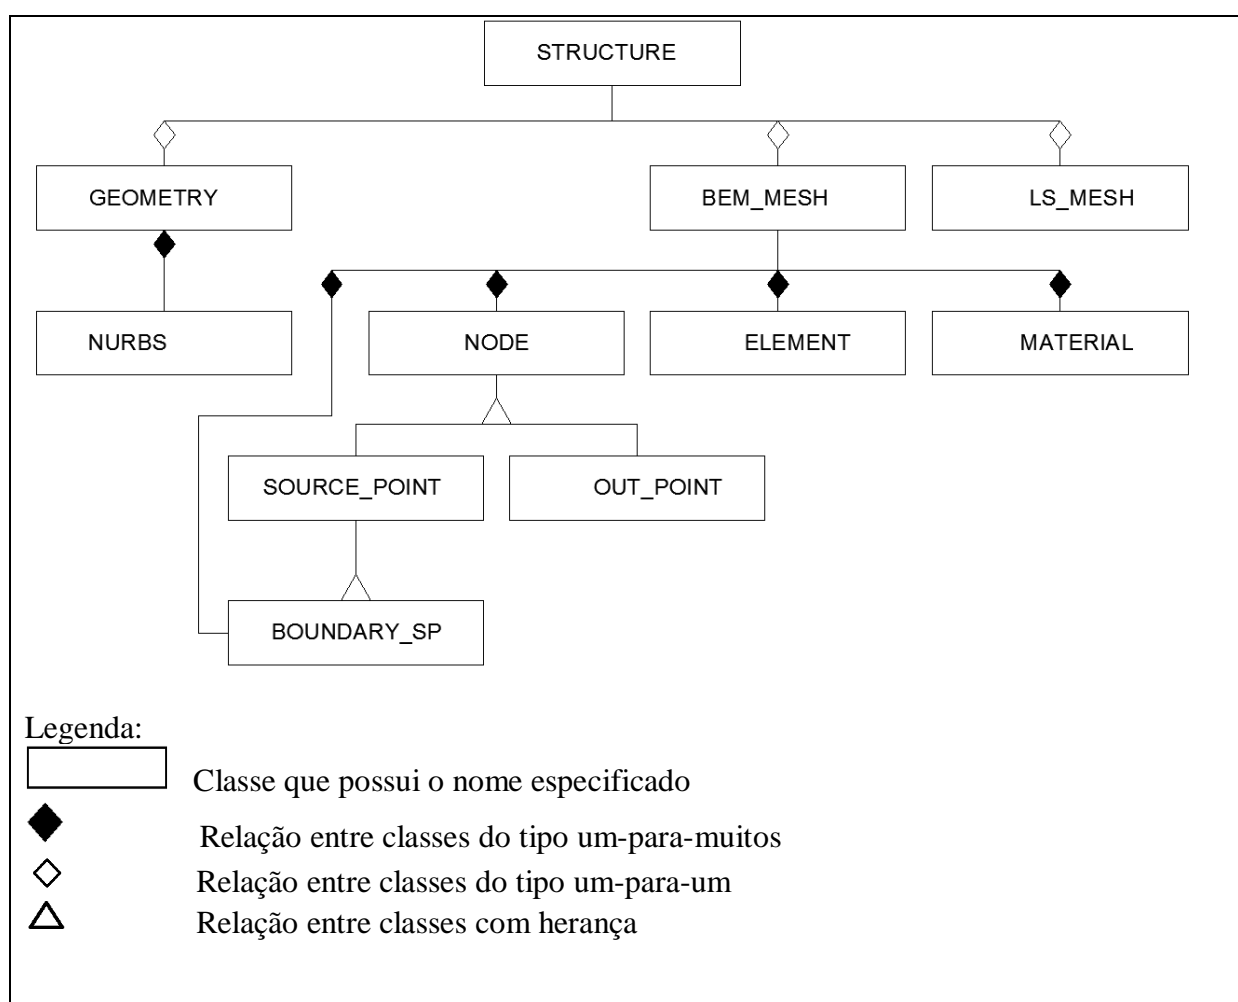 STRUCTURE
GEOMETRY
BEM_MESH
LS_MESH
NURBS
NODE
ELEMENT
MATERIAL
SOURCE_POINT
OUT_POINT
BOUNDARY_SP
Legenda:
Classe que possui o nome especificado
Relação entre classes do tipo um-para-muitos
Relação entre classes do tipo um-para-um
Relação entre classes com herança